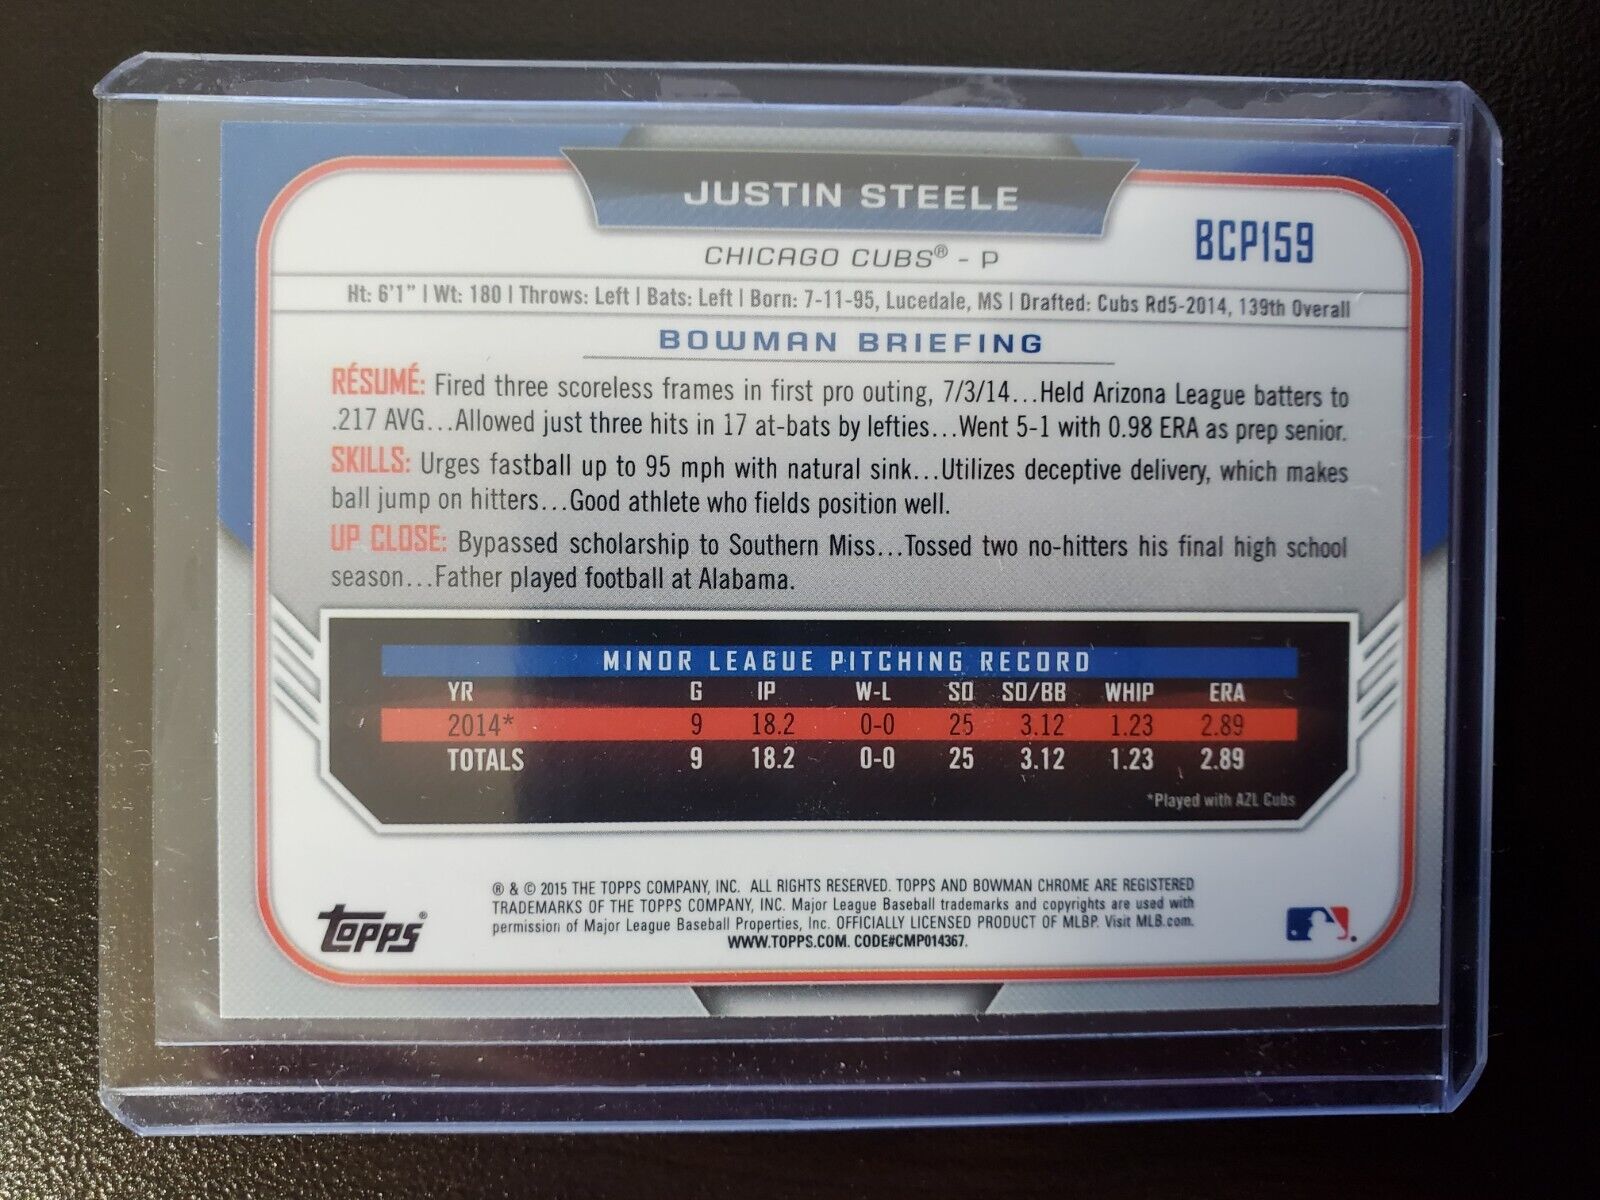 JUSTIN STEELE
BCP159
CHICAGO CUBS® - P
Ht: 6'1" | Wt: 180 | Throws: Left | Bats: Left | Born: 7-11-95, Lucedale, MS | Drafted: Cubs Rd5-2014, 139th Overall
BOWMAN BRIEFING
RÉSUMÉ: Fired three scoreless frames in first pro outing, 7/3/14...Held Arizona League batters to
.217 AVG...Allowed just three hits in 17 at-bats by lefties...Went 5-1 with 0.98 ERA as prep senior.
SKILLS: Urges fastball up to 95 mph with natural sink...Utilizes deceptive delivery, which makes
ball jump on hitters...Good athlete who fields position well.
UP CLOSE: Bypassed scholarship to Southern Miss...Tossed two no-hitters his final high school
season...Father played football at Alabama.
MINOR LEAGUE PITCHING RECORD
YR G IP W-L SO SO/BB WHIP ERA
2014* 9 18.2 0-0 25 3.12 1.23 2.89
TOTALS 9 18.2 0-0 25 3.12 1.23 2.89
*Played with AZL Cubs
® & © 2015 THE TOPPS COMPANY, INC. ALL RIGHTS RESERVED. TOPPS AND BOWMAN CHROME ARE REGISTERED
TRADEMARKS OF THE TOPPS COMPANY, INC. Major League Baseball trademarks and copyrights are used with
permission of Major League Baseball Properties, Inc. OFFICIALLY LICENSED PRODUCT OF MLBP. Visit MLB.com.
WWW.TOPPS.COM. CODE#CMP014367.
Topps®